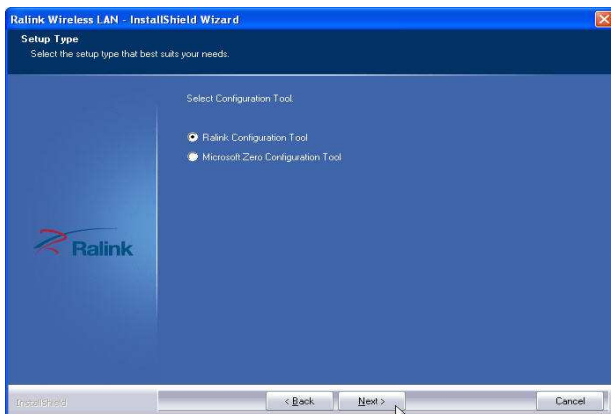 Ralink Wireless LAN - InstallShield Wizard
Setup Type
Select the setup type that best suits your needs.
Select Configuration Tool.
Ralink Configuration Tool
Microsoft Zero Configuration Tool
Ralink
InstallShield
< Back
Next >
Cancel